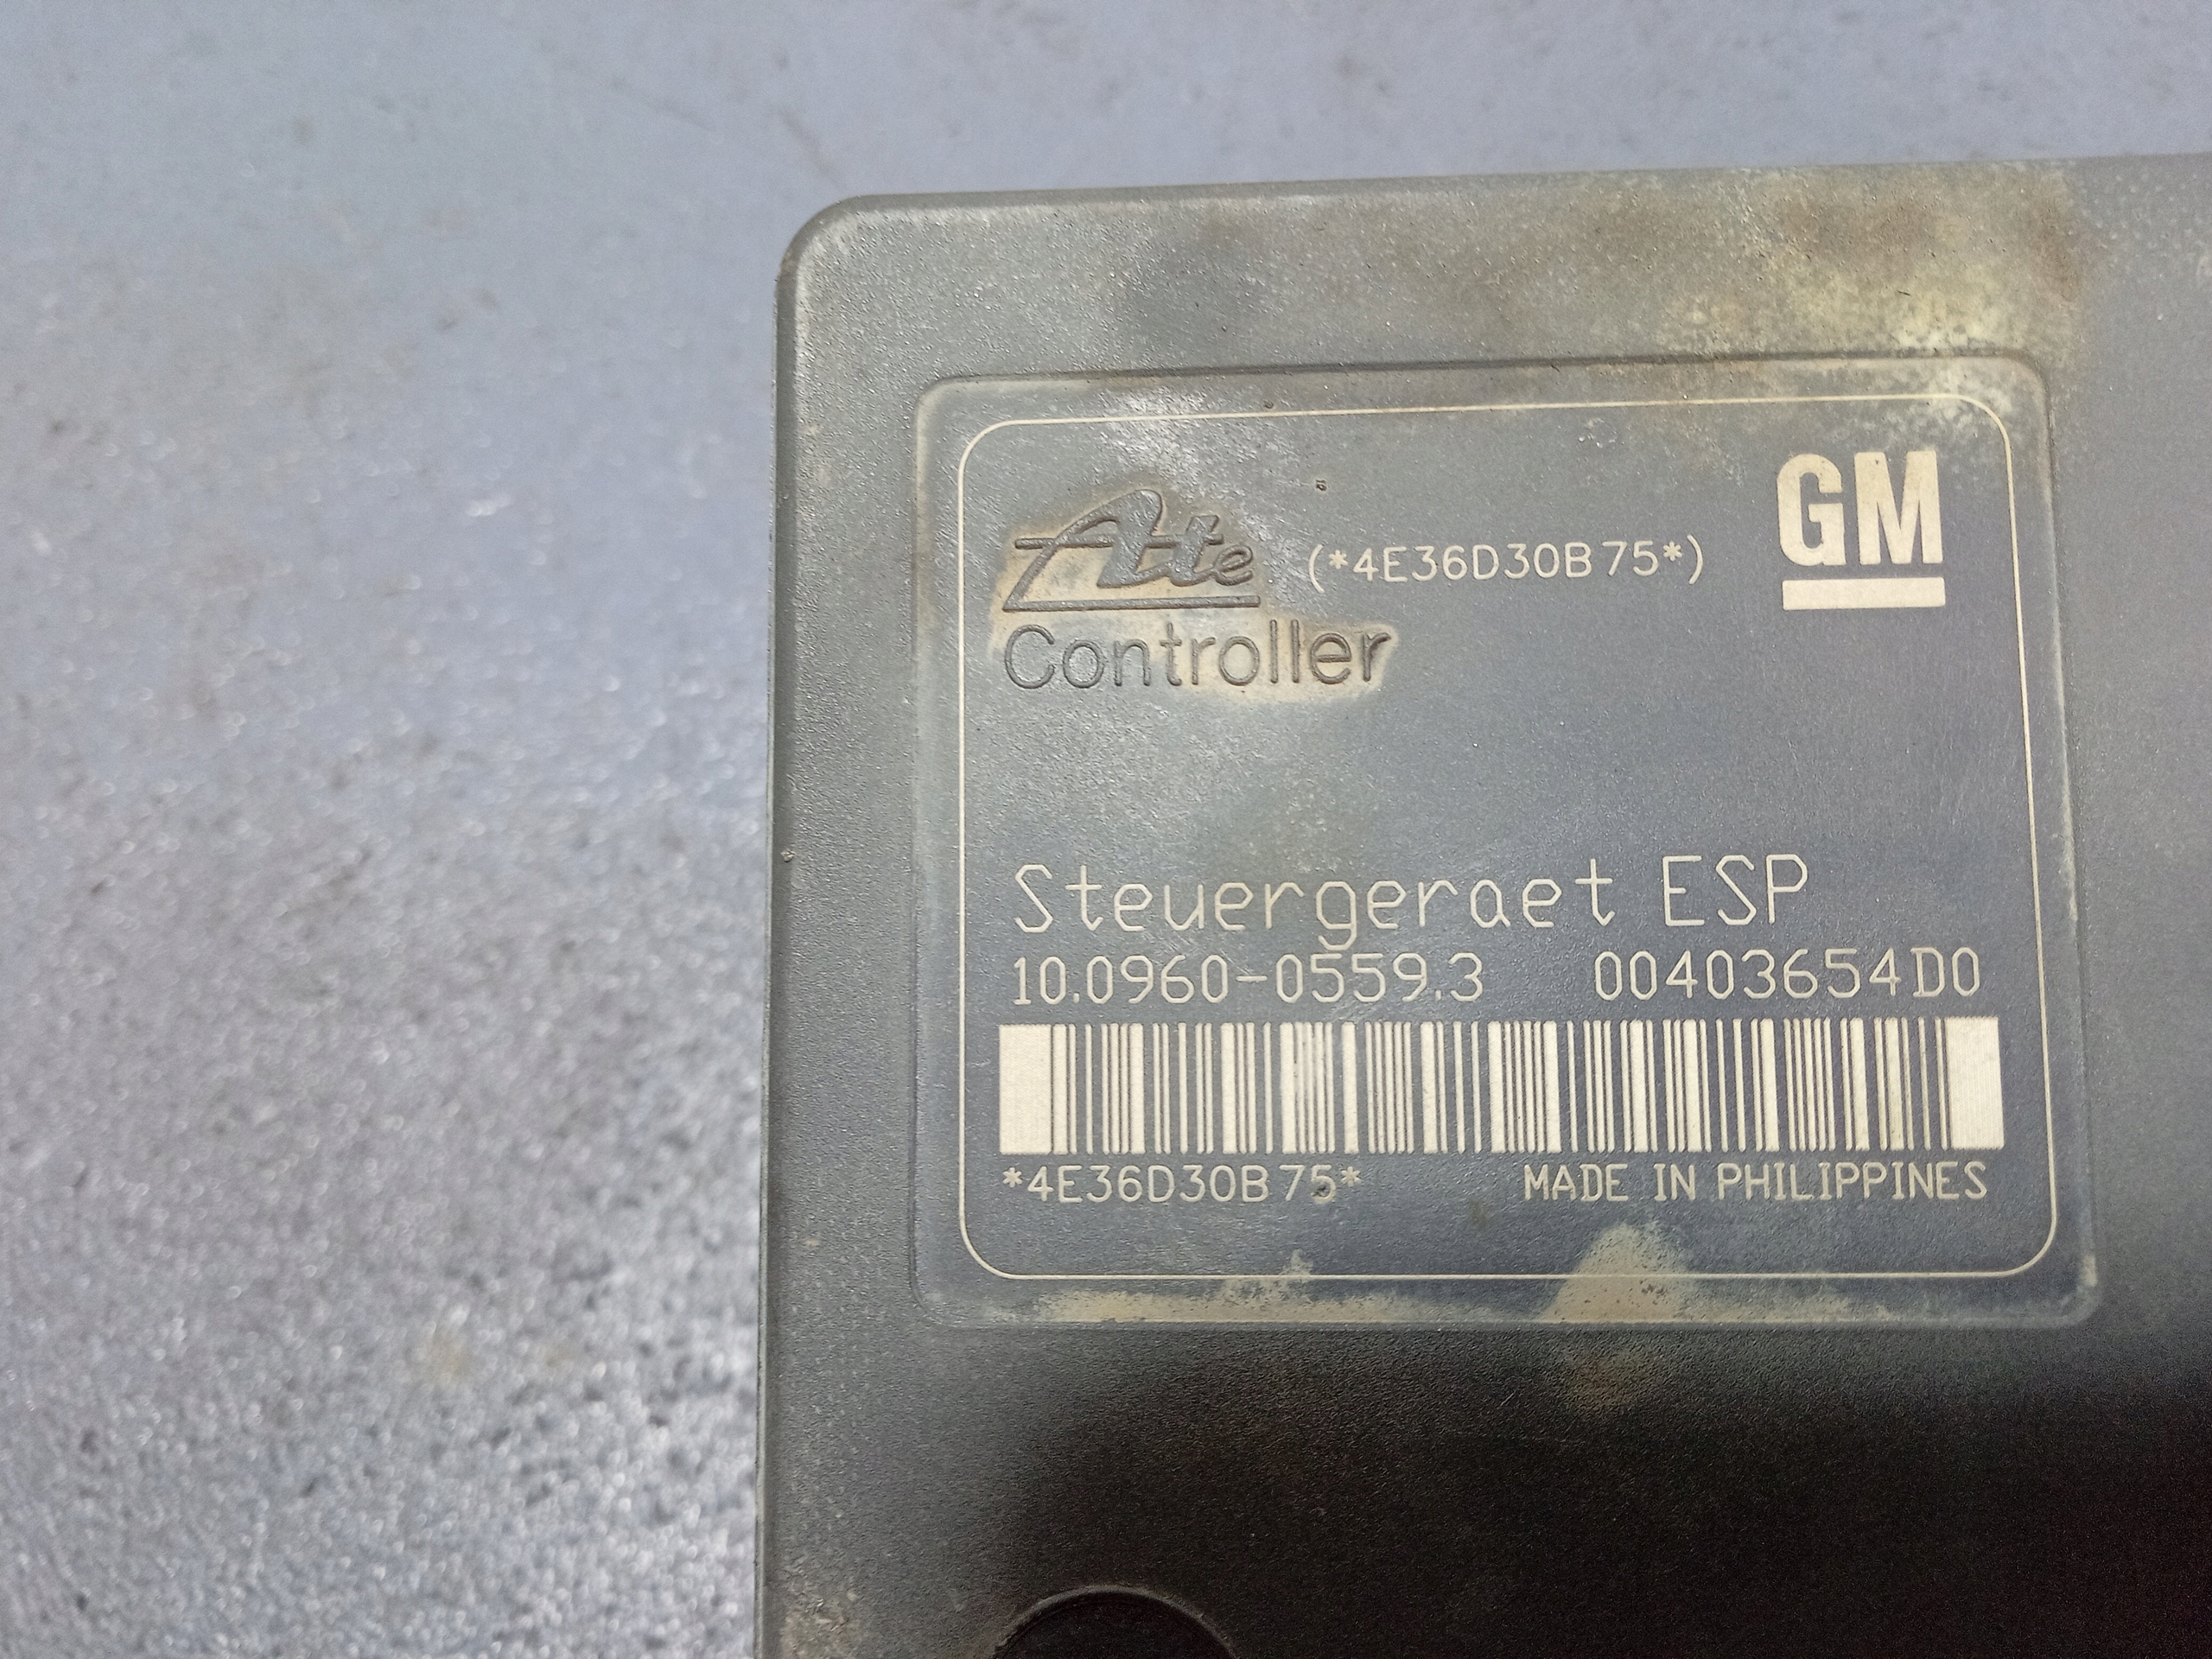 Ate (*4E36D30B75*) GM
Controller
Steuergeraet ESP
10.0960-0559.3 00403654D0
*4E36D30B75* MADE IN PHILIPPINES